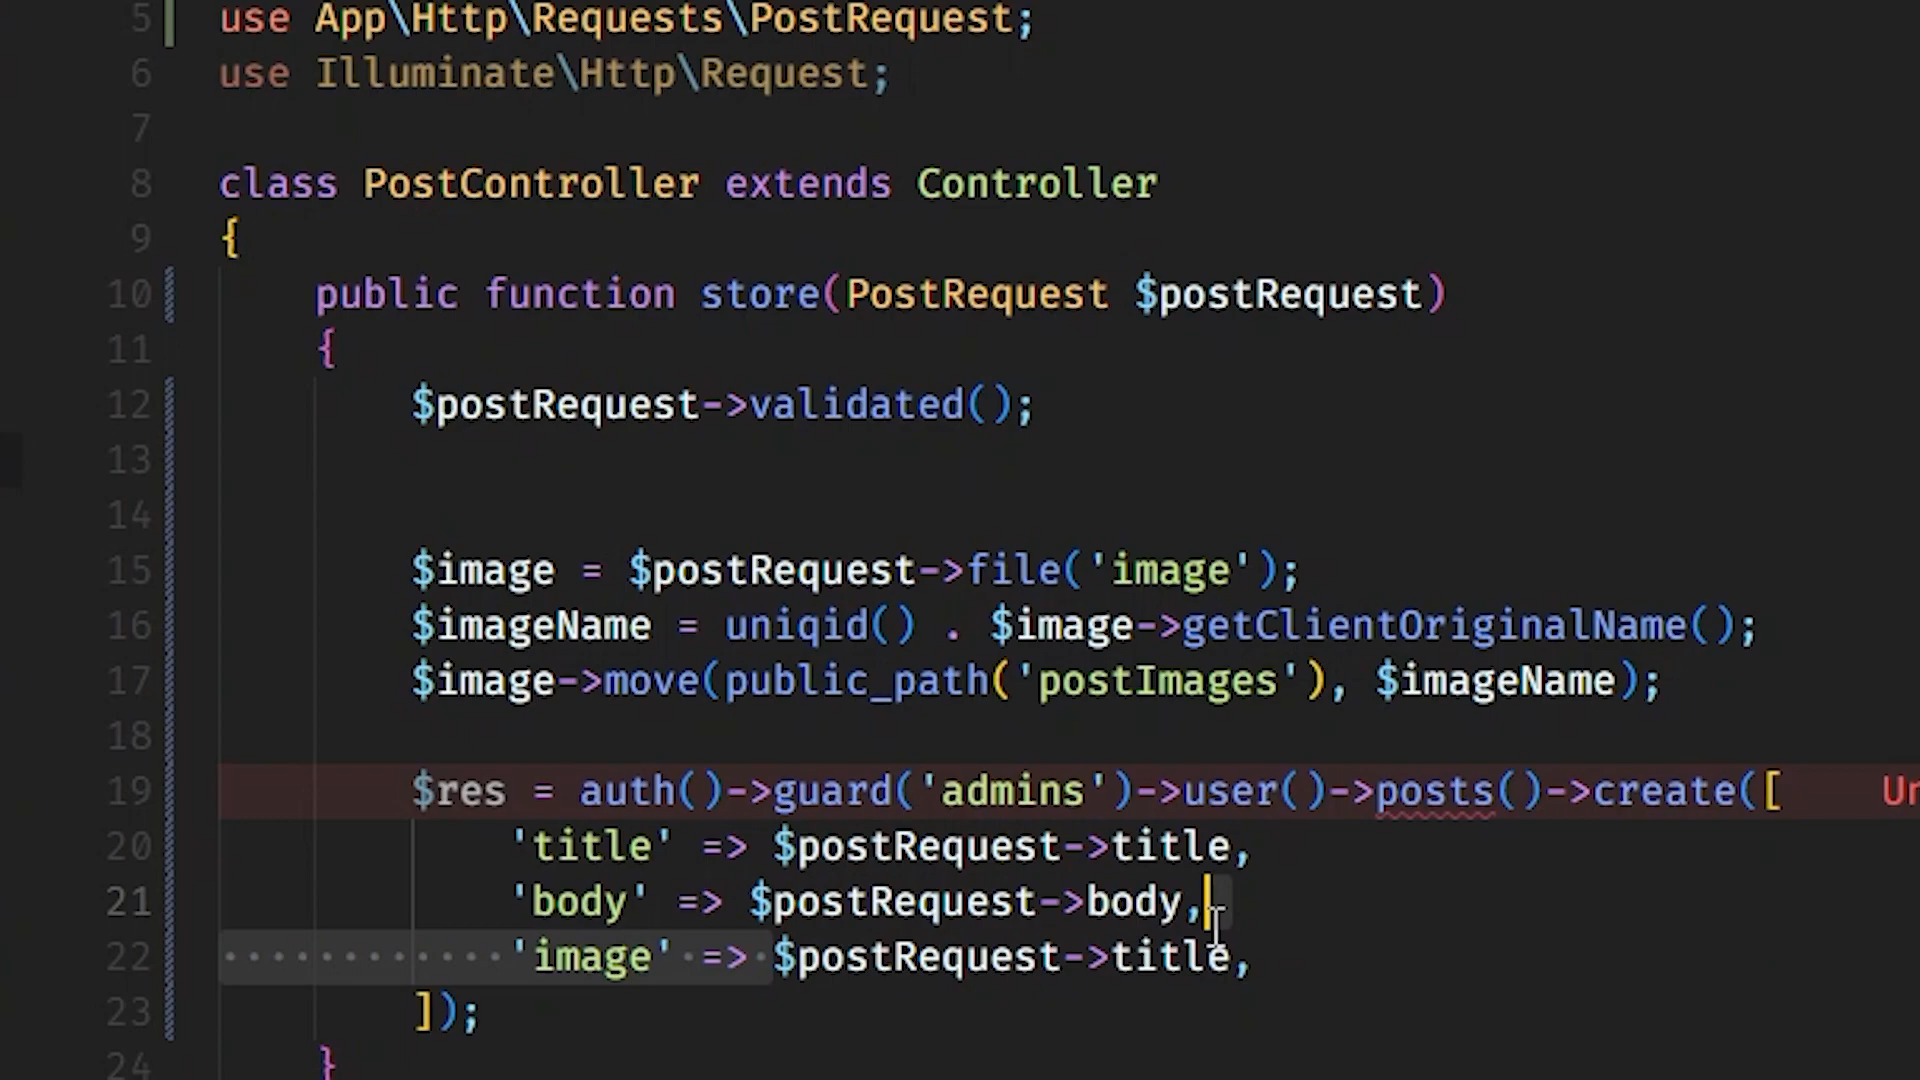 5 use App\Http\Requests\PostRequest;
6 use Illuminate\Http\Request;
7
8 class PostController extends Controller
9 {
10 public function store(PostRequest $postRequest)
11 {
12 $postRequest->validated();
13
14
15 $image = $postRequest->file('image');
16 $imageName = uniqid() . $image->getClientOriginalName();
17 $image->move(public_path('postImages'), $imageName);
18
19 $res = auth()->guard('admins')->user()->posts()->create([ Un
20 'title' => $postRequest->title,
21 'body' => $postRequest->body,
22 'image' => $postRequest->title,
23 ]);
24 }